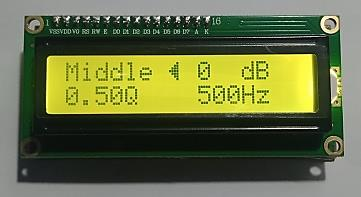 1 16
VSS VDD V0 RS RW E D0 D1 D2 D3 D4 D5 D6 D7 A K
Middle ◀ 0 dB
0.50Q 500Hz